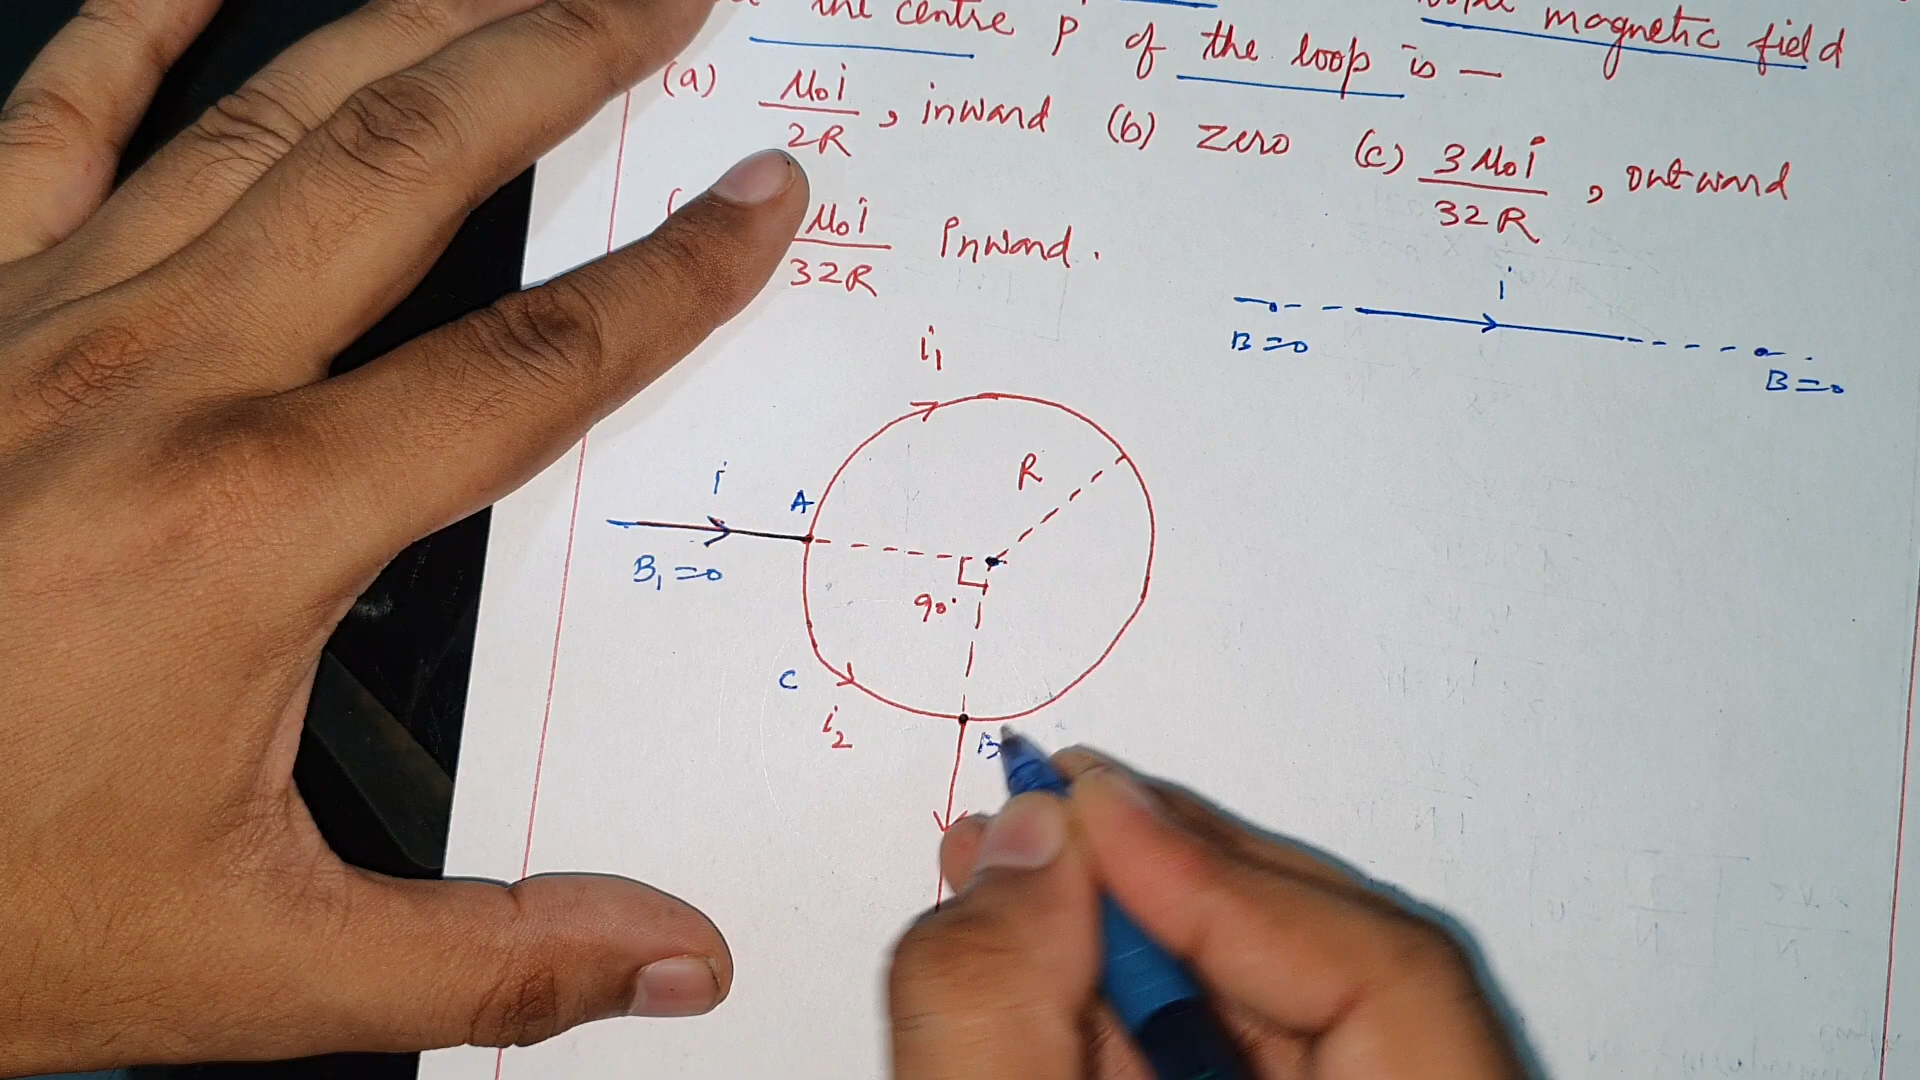 the centre P of the loop is — magnetic field
(a) μ₀i/2R , inward (b) zero (c) 3μ₀i/32R , outward
μ₀i/32R Inward.
i
B=0
B=0
i₁
R
i
A
B₁=0
90°
C
i₂
B